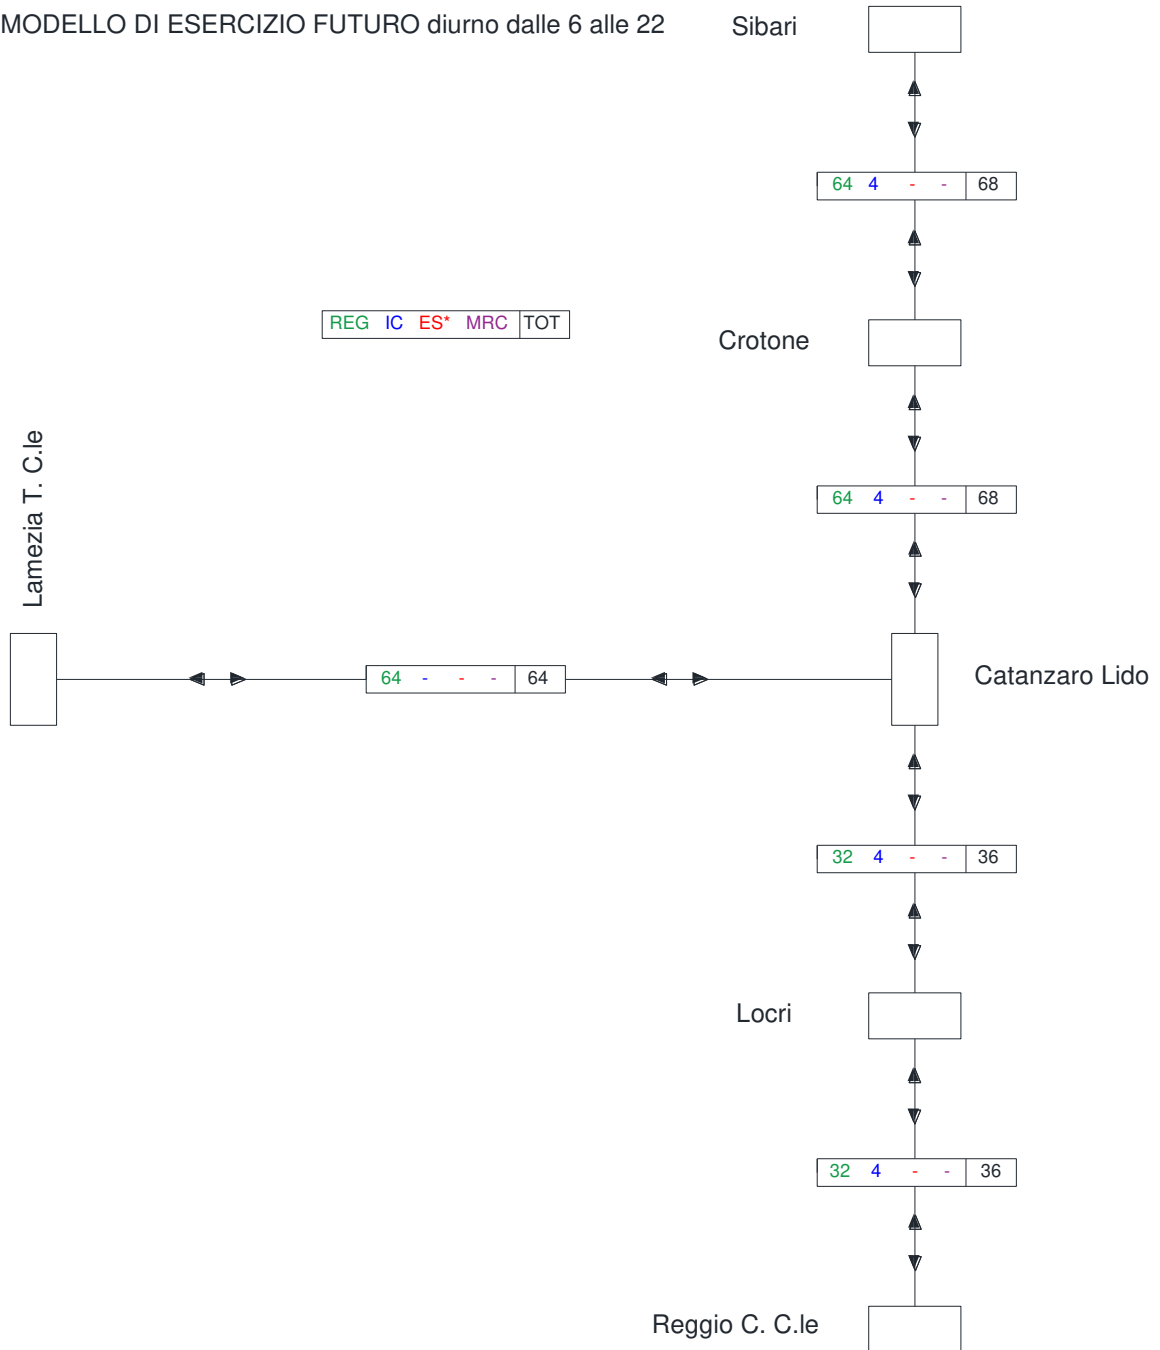 MODELLO DI ESERCIZIO FUTURO diurno dalle 6 alle 22
Sibari
64 4 - - 68
REG IC ES* MRC TOT
Crotone
Lamezia T. C.le
64 4 - - 68
64 - - - 64
Catanzaro Lido
32 4 - - 36
Locri
32 4 - - 36
Reggio C. C.le